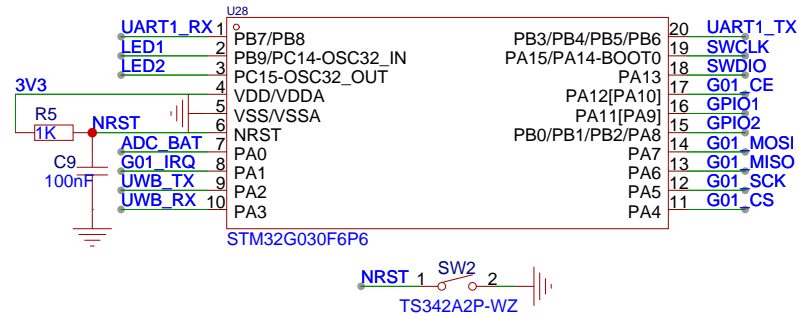 U28
UART1_RX 1 PB7/PB8 PB3/PB4/PB5/PB6 20 UART1_TX
LED1 2 PB9/PC14-OSC32_IN PA15/PA14-BOOT0 19 SWCLK
LED2 3 PC15-OSC32_OUT PA13 18 SWDIO
3V3 4 VDD/VDDA PA12[PA10] 17 G01_CE
5 VSS/VSSA PA11[PA9] 16 GPIO1
R5 1K NRST 6 NRST PB0/PB1/PB2/PA8 15 GPIO2
ADC_BAT 7 PA0 PA7 14 G01_MOSI
C9 100nF G01_IRQ 8 PA1 PA6 13 G01_MISO
UWB_TX 9 PA2 PA5 12 G01_SCK
UWB_RX 10 PA3 PA4 11 G01_CS
STM32G030F6P6
NRST 1 SW2 2
TS342A2P-WZ